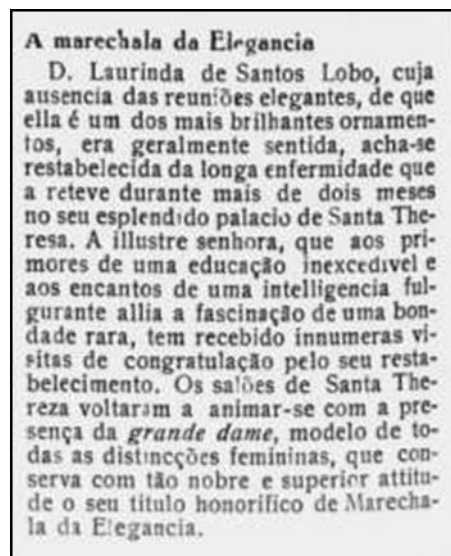 A marechala da Elegancia
D. Laurinda de Santos Lobo, cuja
ausencia das reuniões elegantes, de que
ella é um dos mais brilhantes ornamen-
tos, era geralmente sentida, acha-se
restabelecida da longa enfermidade que
a reteve durante mais de dois meses
no seu esplendido palacio de Santa The-
resa. A illustre senhora, que aos pri-
mores de uma educação inexcedivel e
aos encantos de uma intelligencia ful-
gurante allia a fascinação de uma bon-
dade rara, tem recebido innumeras vi-
sitas de congratulação pelo seu resta-
belecimento. Os salões de Santa The-
reza voltaram a animar-se com a pre-
sença da grande dame, modelo de to-
das as distincções femininas, que con-
serva com tão nobre e superior attitu-
de o seu titulo honorifico de Marecha-
la da Elegancia.